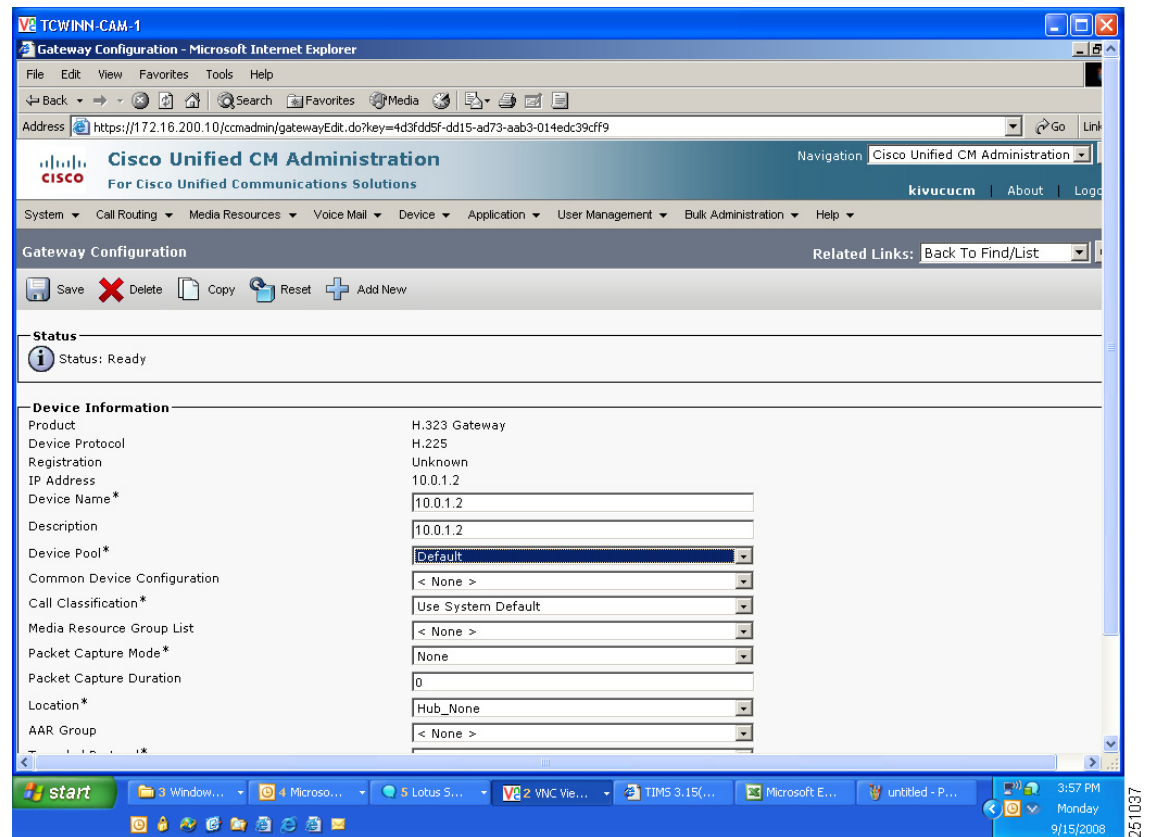 TCWINN-CAM-1
Gateway Configuration - Microsoft Internet Explorer
File Edit View Favorites Tools Help
Back Search Favorites Media
Address https://172.16.200.10/ccmadmin/gatewayEdit.do?key=4d3fdd5f-dd15-ad73-aab3-014edc39cff9 Go Link
Cisco Unified CM Administration Navigation Cisco Unified CM Administration
CISCO For Cisco Unified Communications Solutions
kivucucm | About | Logo
System Call Routing Media Resources Voice Mail Device Application User Management Bulk Administration Help
Gateway Configuration Related Links: Back To Find/List
Save Delete Copy Reset Add New
Status
Status: Ready
Device Information
Product H.323 Gateway
Device Protocol H.225
Registration Unknown
IP Address 10.0.1.2
Device Name* 10.0.1.2
Description 10.0.1.2
Device Pool* Default
Common Device Configuration < None >
Call Classification* Use System Default
Media Resource Group List < None >
Packet Capture Mode* None
Packet Capture Duration 0
Location* Hub_None
AAR Group < None >
start 3 Window... 4 Microso... 5 Lotus S... 2 VNC Vie... TIMS 3.15(... Microsoft E... untitled - P... 3:57 PM
Monday
9/15/2008
251037